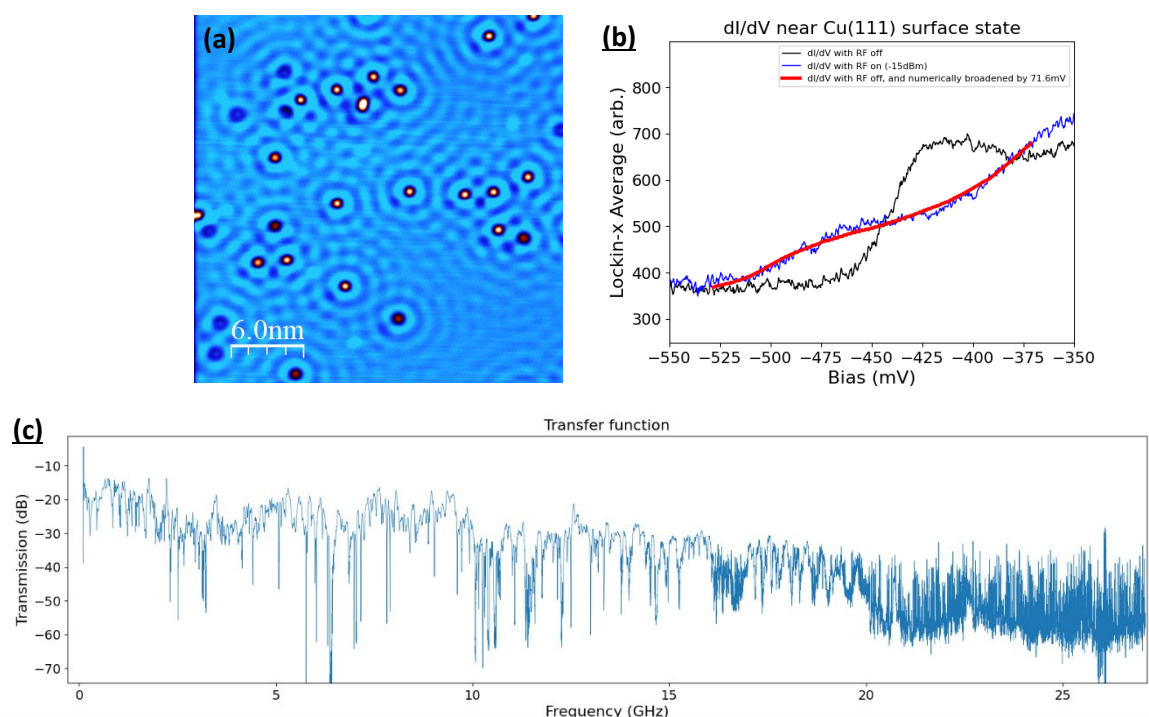 (a)
6.0nm
(b)
dI/dV near Cu(111) surface state
dI/dV with RF off
dI/dV with RF on (-15dBm)
dI/dV with RF off, and numerically broadened by 71.6mV
Lockin-x Average (arb.)
800
700
600
500
400
300
−550 −525 −500 −475 −450 −425 −400 −375 −350
Bias (mV)
(c)
Transfer function
Transmission (dB)
−10
−20
−30
−40
−50
−60
−70
0 5 10 15 20 25
Frequency (GHz)